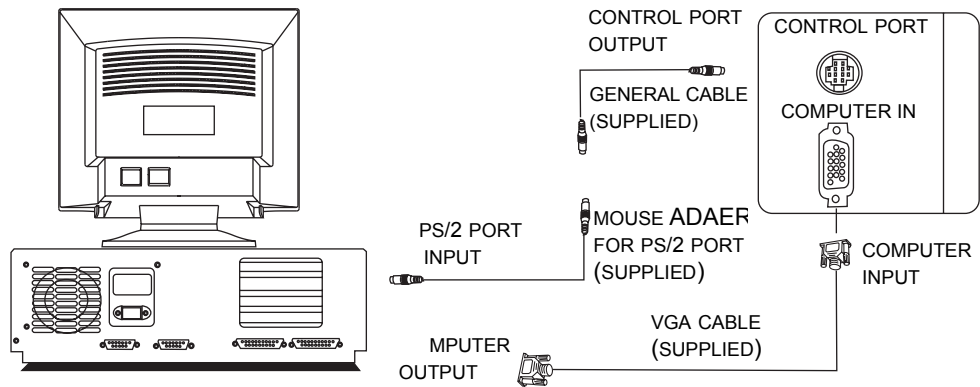 CONTROL PORT
OUTPUT
GENERAL CABLE
(SUPPLIED)
CONTROL PORT
COMPUTER IN
PS/2 PORT
INPUT
MOUSE ADAER
FOR PS/2 PORT
(SUPPLIED)
COMPUTER
INPUT
VGA CABLE
(SUPPLIED)
MPUTER
OUTPUT